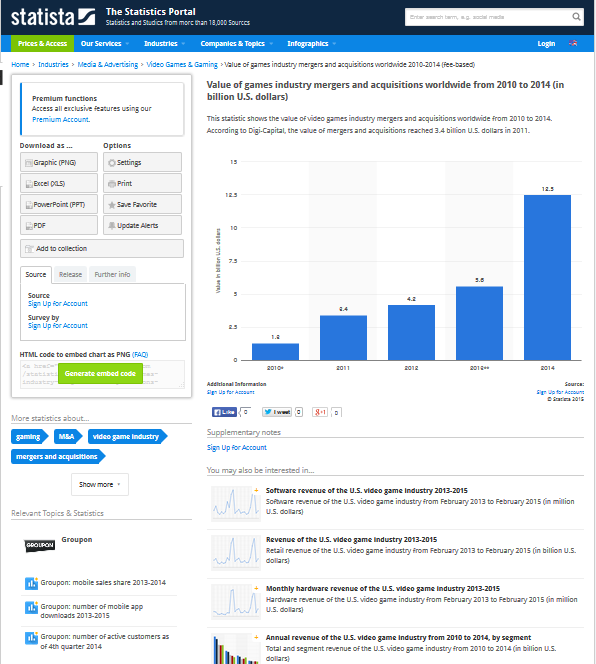 statista
The Statistics Portal
Statistics and Studies from more than 18,000 Sources
Enter search term, e.g. social media
Prices & Access
Our Services
Industries
Companies & Topics
Infographics
Login
Home › Industries › Media & Advertising › Video Games & Gaming › Value of games industry mergers and acquisitions worldwide 2010-2014 (fee-based)
Premium functions
Access all exclusive features using our
Premium Account.
Download as ...
Options
Graphic (PNG)
Settings
Excel (XLS)
Print
PowerPoint (PPT)
Save Favorite
PDF
Update Alerts
Add to collection
Source
Release
Further info
Source
Sign Up for Account
Survey by
Sign Up for Account
HTML code to embed chart as PNG (FAQ)
Generate embed code
More statistics about...
gaming
M&A
video game industry
mergers and acquisitions
Show more
Relevant Topics & Statistics
GROUPON
Groupon
Groupon: mobile sales share 2013-2014
Groupon: number of mobile app
downloads 2013-2015
Groupon: number of active customers as
of 4th quarter 2014
Value of games industry mergers and acquisitions worldwide from 2010 to 2014 (in
billion U.S. dollars)
This statistic shows the value of video games industry mergers and acquisitions worldwide from 2010 to 2014.
According to Digi-Capital, the value of mergers and acquisitions reached 3.4 billion U.S. dollars in 2011.
Value in billion U.S. dollars
15
12.5
10
7.5
5
2.5
0
3.4
4.2
5.6
12.5
2010*
2011
2012
2014
Additional Information
Sign Up for Account
Source:
Sign Up for Account
© Statista 2015
Like
0
Tweet
0
g+1
0
Supplementary notes
Sign Up for Account
You may also be interested in...
Software revenue of the U.S. video game industry 2013-2015
Software revenue of the U.S. video game industry from February 2013 to February 2015 (in million
U.S. dollars)
Revenue of the U.S. video game industry 2013-2015
Retail revenue of the U.S. video game industry from February 2013 to February 2015 (in billion U.S.
dollars)
Monthly hardware revenue of the U.S. video game industry 2013-2015
Hardware revenue of the U.S. video game industry from February 2013 to February 2015 (in million
U.S. dollars)
Annual revenue of the U.S. video game industry from 2010 to 2014, by segment
Total and segment revenue of the U.S. video game industry from 2010 to 2014 (in billion U.S.
dollars)